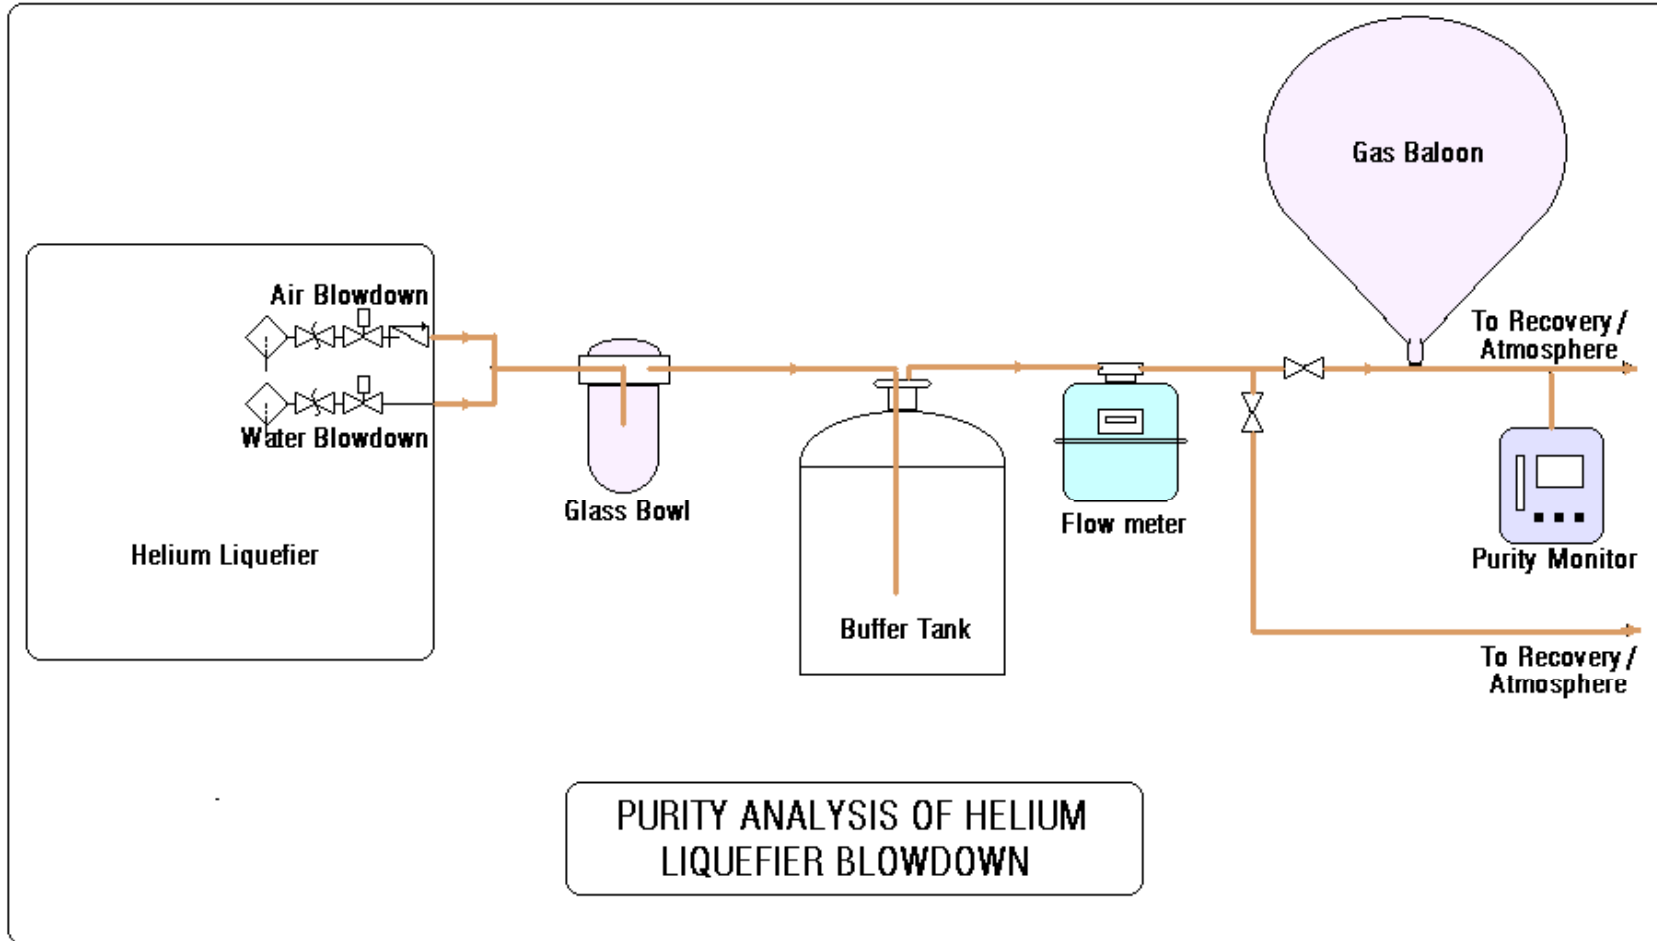 Gas Baloon
Air Blowdown
To Recovery/
Atmosphere
Water Blowdown
Glass Bowl
Flow meter
Helium Liquefier
Purity Monitor
Buffer Tank
To Recovery/
Atmosphere
PURITY ANALYSIS OF HELIUM
LIQUEFIER BLOWDOWN